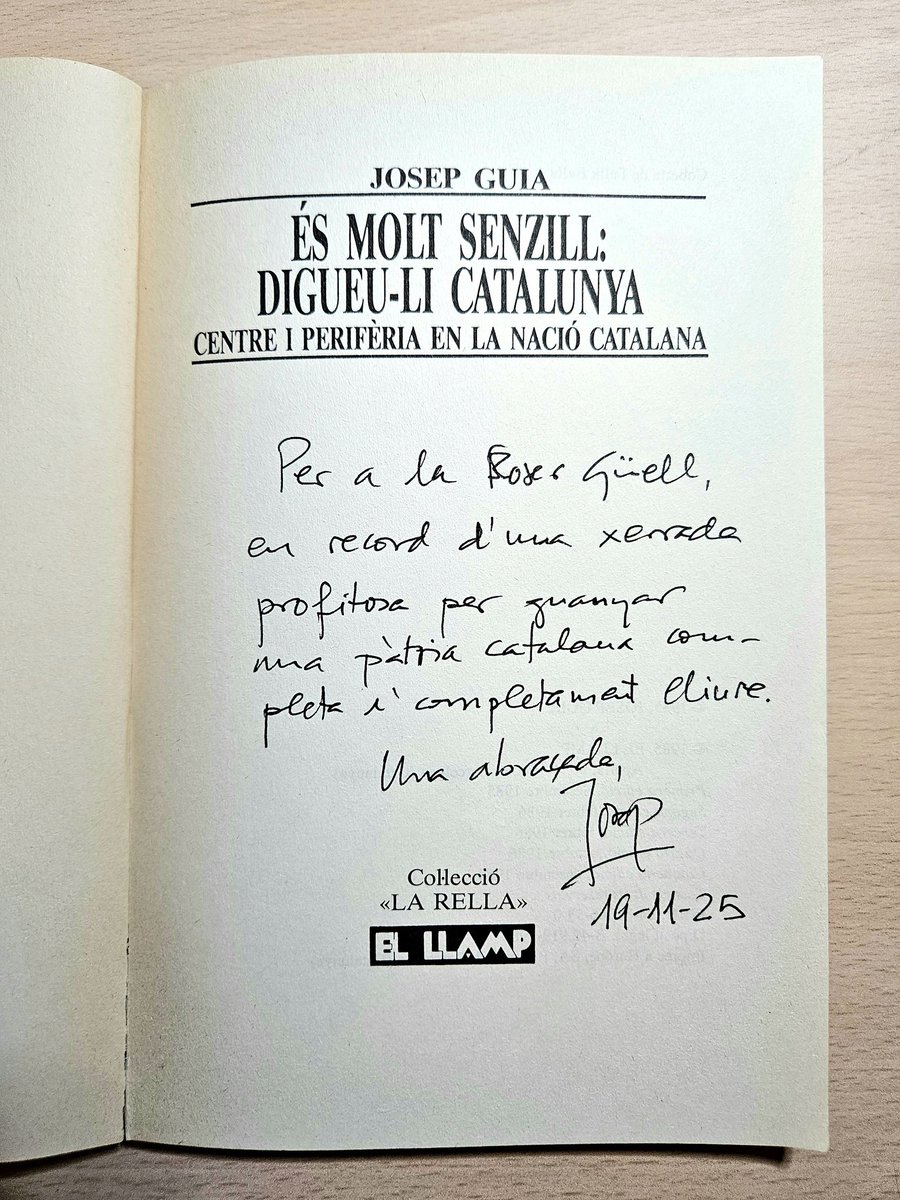 JOSEP GUIA
ÉS MOLT SENZILL:
DIGUEU-LI CATALUNYA
CENTRE I PERIFÈRIA EN LA NACIÓ CATALANA
Per a la Roser Güell,
en record d'una xerrada
profitosa per guanyar
una pàtria catalana com-
pleta i completament lliure.
Una abraçada,
Josep
19-11-25
Col·lecció
«LA RELLA»
EL LLAMP